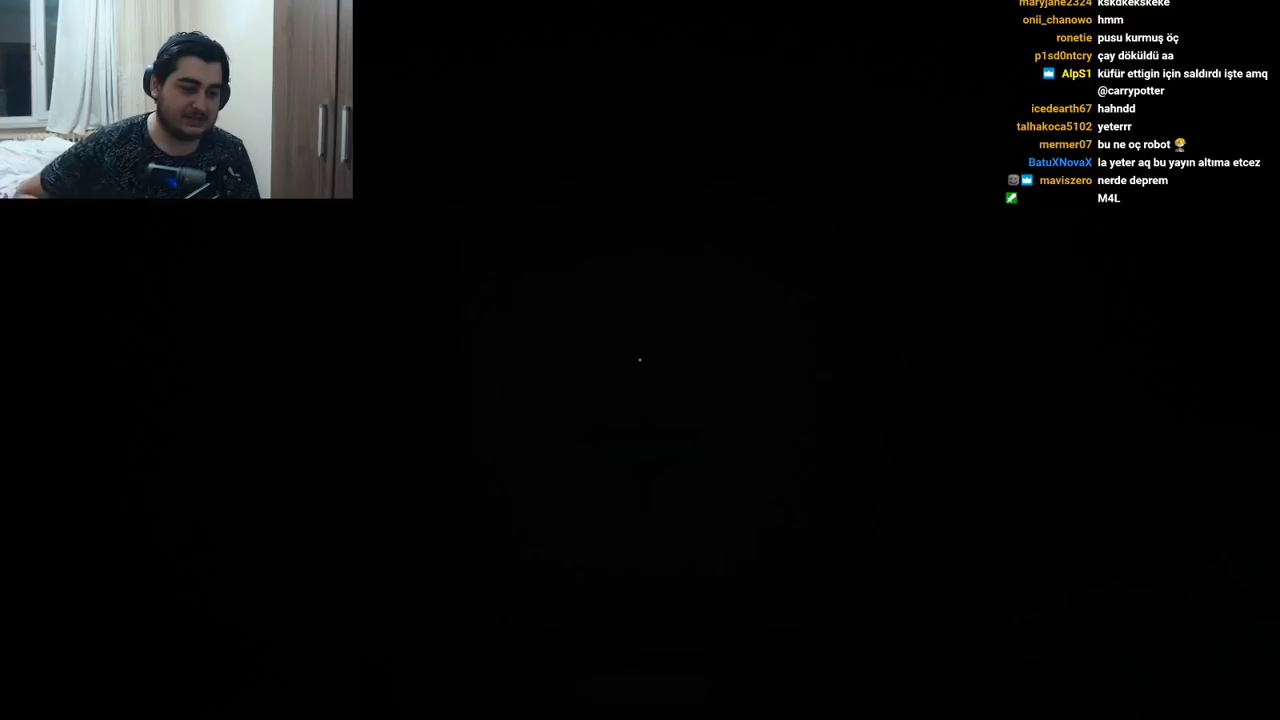 maryjane2324 kskdkekskeke
onii_chanowo hmm
ronetie pusu kurmuş öç
p1sd0ntcry çay döküldü aa
AlpS1 küfür ettigin için saldırdı işte amq
@carrypotter
icedearth67 hahndd
talhakoca5102 yeterrr
mermer07 bu ne oç robot
BatuXNovaX la yeter aq bu yayın altıma etcez
maviszero nerde deprem
M4L